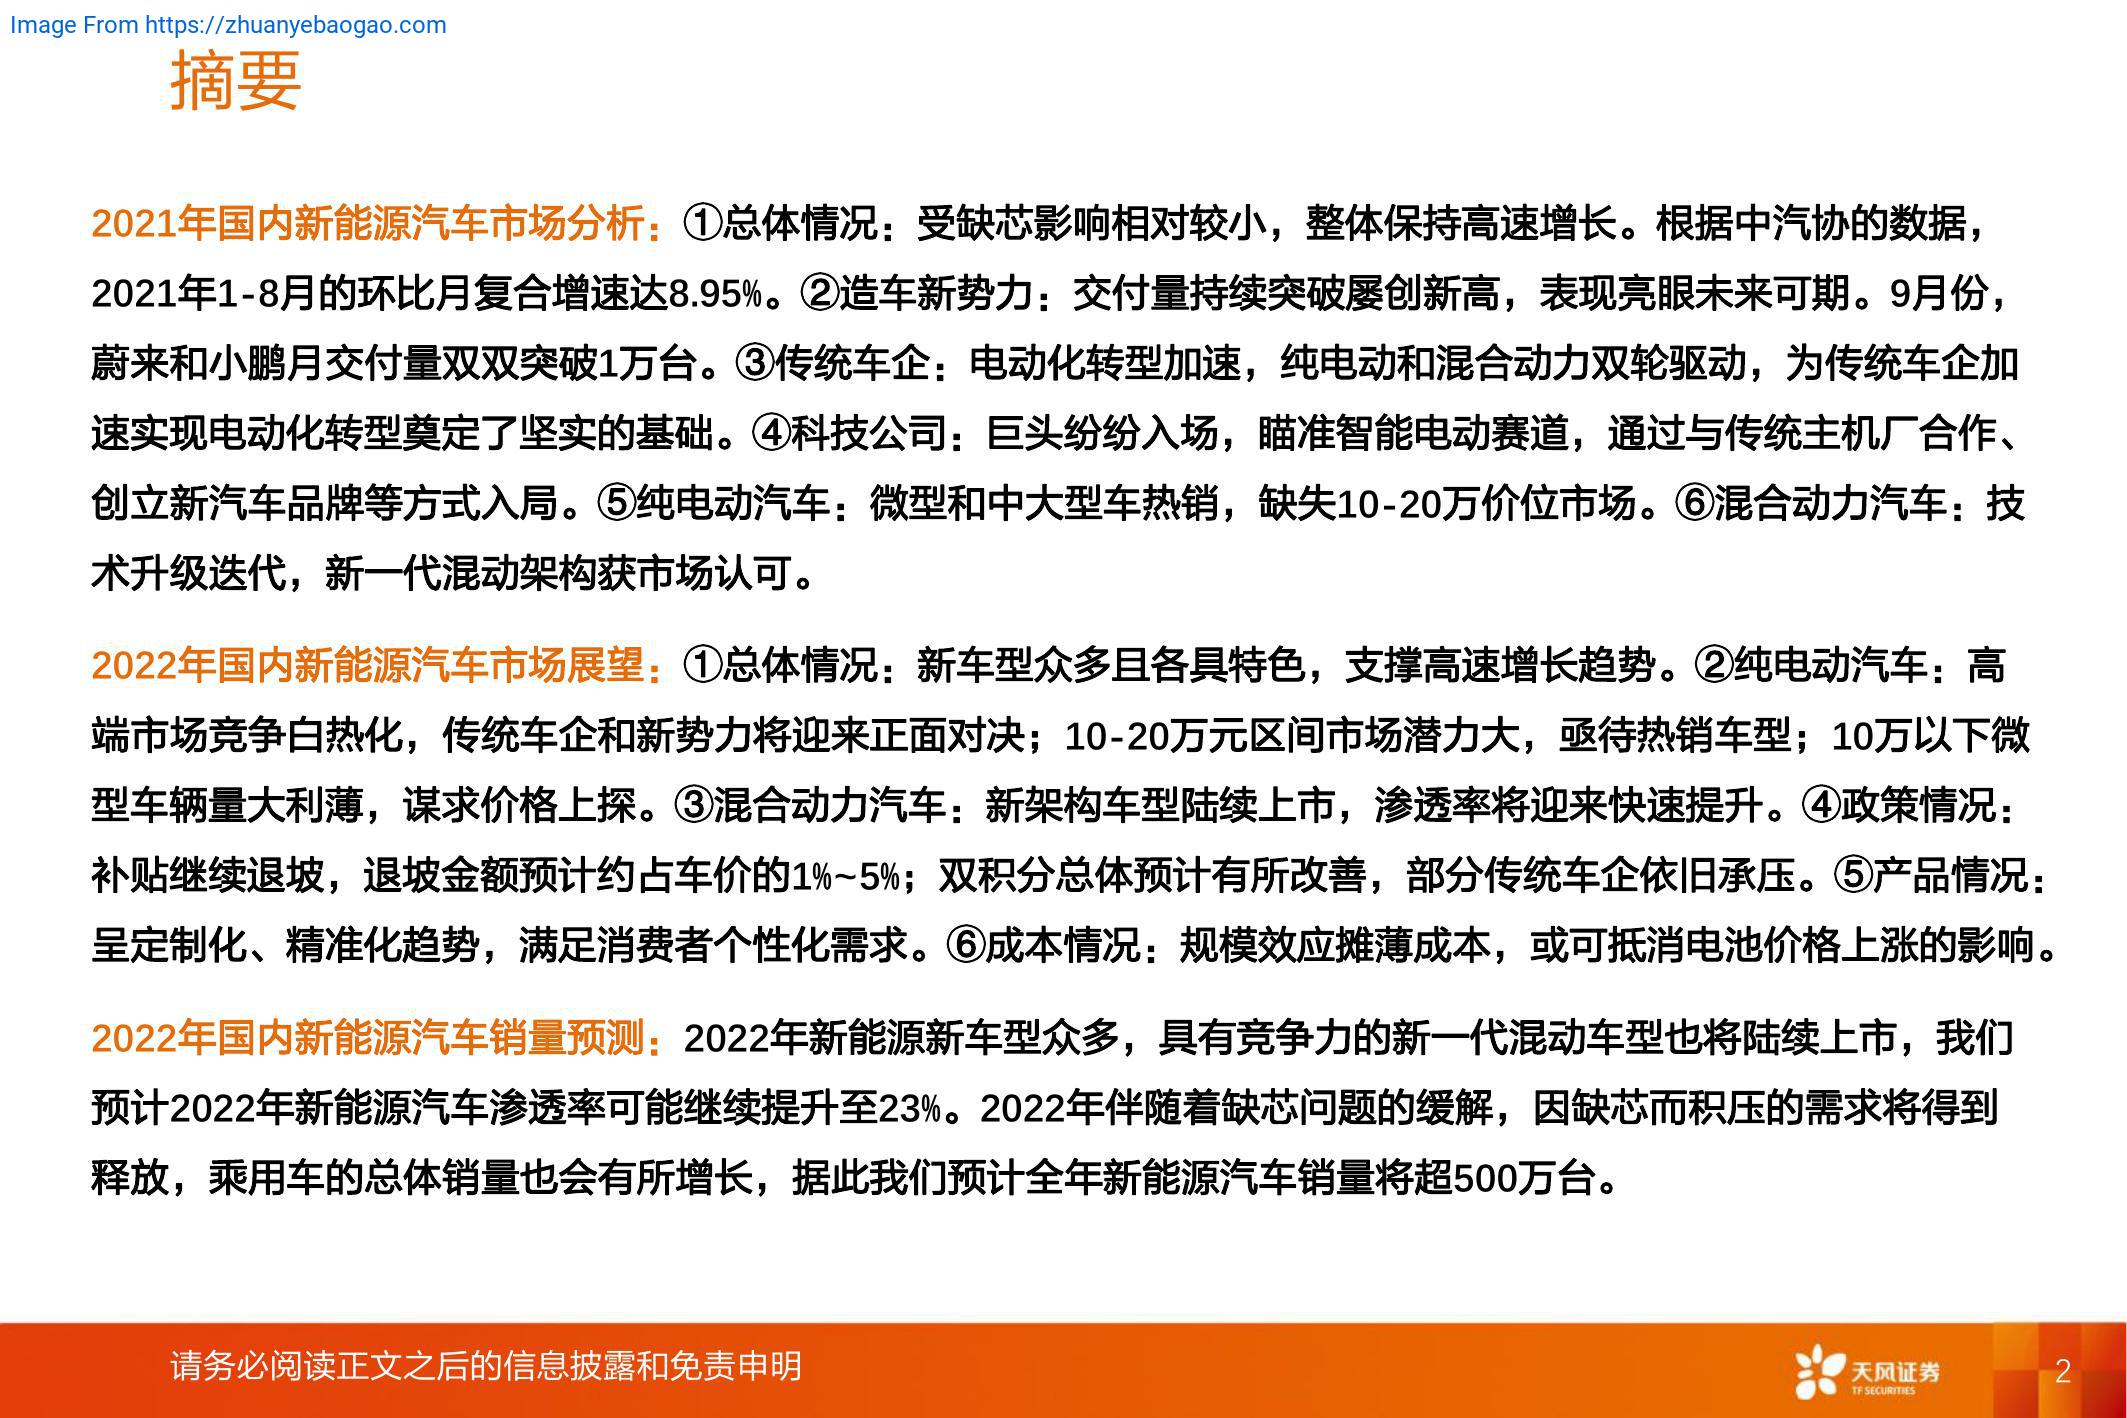 Image From https://zhuanyebaogao.com
摘要
2021年国内新能源汽车市场分析：①总体情况：受缺芯影响相对较小，整体保持高速增长。根据中汽协的数据，
2021年1-8月的环比月复合增速达8.95%。②造车新势力：交付量持续突破屡创新高，表现亮眼未来可期。9月份，
蔚来和小鹏月交付量双双突破1万台。③传统车企：电动化转型加速，纯电动和混合动力双轮驱动，为传统车企加
速实现电动化转型奠定了坚实的基础。④科技公司：巨头纷纷入场，瞄准智能电动赛道，通过与传统主机厂合作、
创立新汽车品牌等方式入局。⑤纯电动汽车：微型和中大型车热销，缺失10-20万价位市场。⑥混合动力汽车：技
术升级迭代，新一代混动架构获市场认可。
2022年国内新能源汽车市场展望：①总体情况：新车型众多且各具特色，支撑高速增长趋势。②纯电动汽车：高
端市场竞争白热化，传统车企和新势力将迎来正面对决；10-20万元区间市场潜力大，亟待热销车型；10万以下微
型车辆量大利薄，谋求价格上探。③混合动力汽车：新架构车型陆续上市，渗透率将迎来快速提升。④政策情况：
补贴继续退坡，退坡金额预计约占车价的1%~5%；双积分总体预计有所改善，部分传统车企依旧承压。⑤产品情况：
呈定制化、精准化趋势，满足消费者个性化需求。⑥成本情况：规模效应摊薄成本，或可抵消电池价格上涨的影响。
2022年国内新能源汽车销量预测：2022年新能源新车型众多，具有竞争力的新一代混动车型也将陆续上市，我们
预计2022年新能源汽车渗透率可能继续提升至23%。2022年伴随着缺芯问题的缓解，因缺芯而积压的需求将得到
释放，乘用车的总体销量也会有所增长，据此我们预计全年新能源汽车销量将超500万台。
请务必阅读正文之后的信息披露和免责申明
天风证券
TF SECURITIES
2